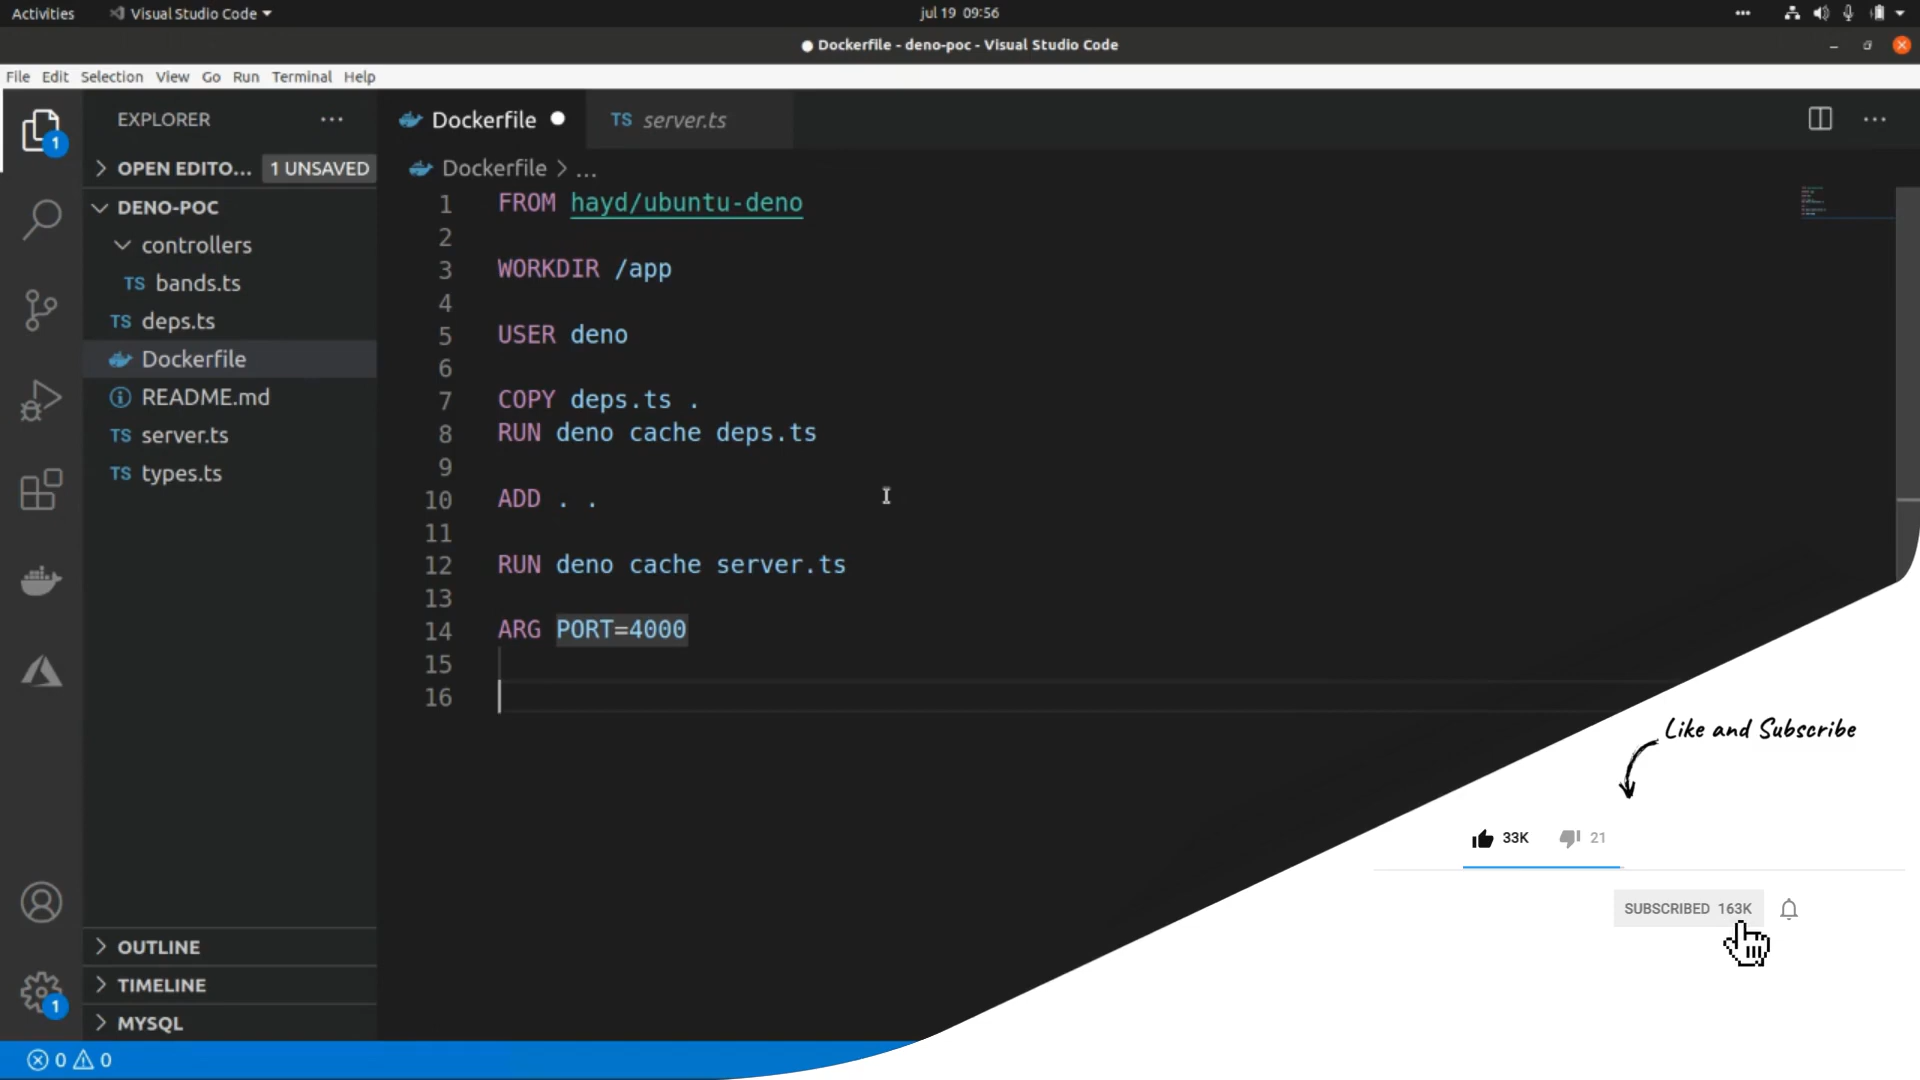 Activities
Visual Studio Code
jul 19 09:56
Dockerfile - deno-poc - Visual Studio Code
File Edit Selection View Go Run Terminal Help
EXPLORER
Dockerfile
TS server.ts
1
OPEN EDITO...
1 UNSAVED
Dockerfile > ...
DENO-POC
controllers
TS bands.ts
TS deps.ts
Dockerfile
README.md
TS server.ts
TS types.ts
1 FROM hayd/ubuntu-deno
2
3 WORKDIR /app
4
5 USER deno
6
7 COPY deps.ts .
8 RUN deno cache deps.ts
9
10 ADD . .
11
12 RUN deno cache server.ts
13
14 ARG PORT=4000
15
16
Like and Subscribe
33K
21
SUBSCRIBED 163K
OUTLINE
TIMELINE
1
MYSQL
0
0